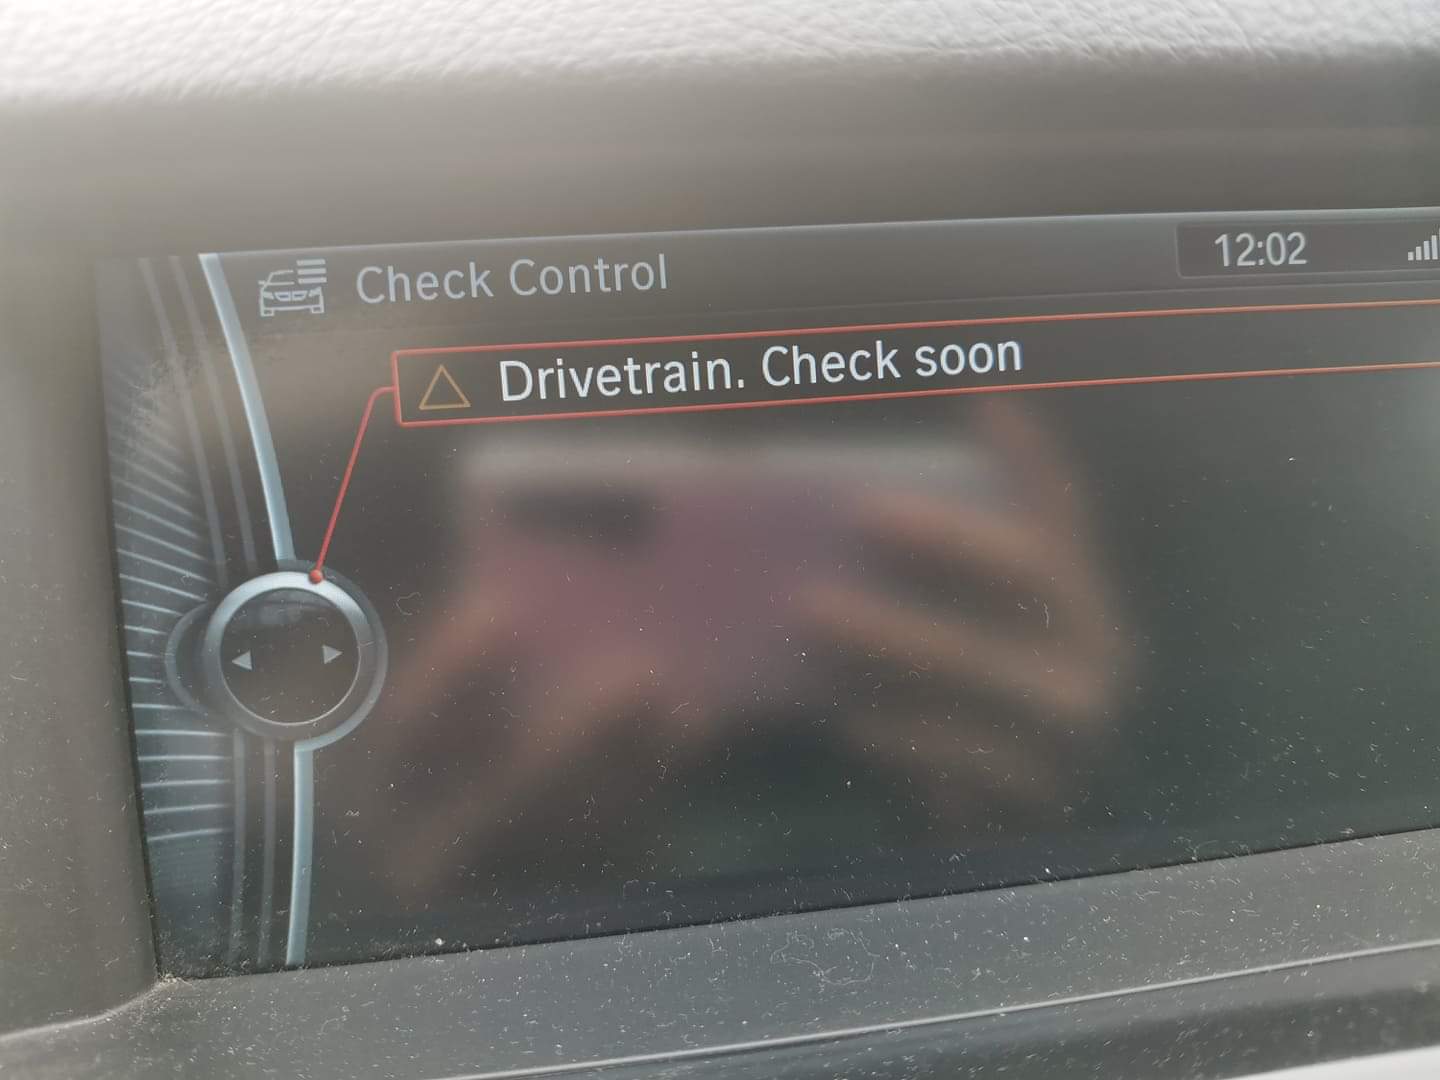 Check Control
12:02
Drivetrain. Check soon